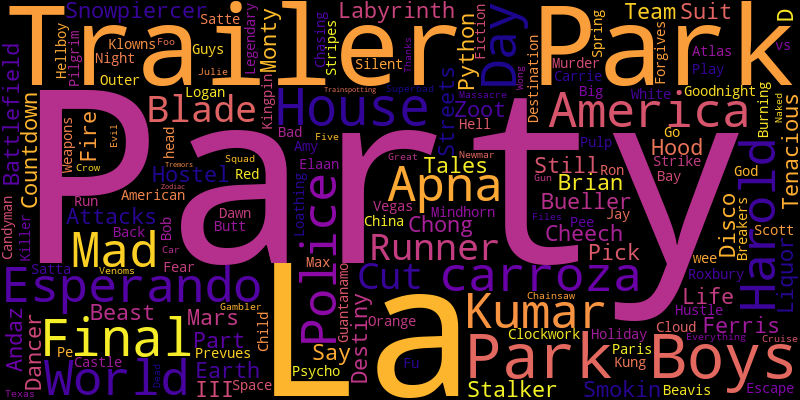 Snowpiercer
Satte
Trailer Park
Legendary
Stripes
Labyrinth
Team Suit
D
Hellboy
Pilgrim
Klowns
Foo
Guys
Night
Julie
Monty
Chasing
Silent
Thanks
Python
Fiction
Day
Destination
Spring
Murder
Forgives
Atlas
vs
Battlefield
Outer
Logan
Kingpin
Trainspotting
Superbad
Massacre
Wong
Carrie
Play
Big
White
Goodnight
Burning
Naked
Countdown
Weapons
Fire
Evil
Blade
House
Streets
Zoot
America
Tenacious
Crow
head
Tremors
Bad
Five
Hell
Pulp
Go
Party
Squad
Amy
Great
Newmar
Hood
Strike
God
Candyman
Run
American
Hostel
Red
Zodiac
Loathing
Elaan
Tales
Apna
Still
Ron
Gun
Bay
Harold
Killer
Attacks
Back
Bob
Dawn
Butt
Vegas
China
Mindhorn
Brian
Bueller
Jay
Files
Pee
Disco
Breakers
Scott
Mad
Car
Fear
Police
Chong
Runner
Cheech
Pick
wee
Roxbury
Liquor
Satta
Venoms
Max
Guantanamo
Cut
carroza
Esperando
La
Chainsaw
Life
Hustle
Andaz
Beast
Mars
Gambler
Child
Destiny
Orange
Kumar
Cloud
Ferris
Everything
Cruise
Final
Part
Prevues
Say
Clockwork
Holiday
Paris
Kung
Dancer
Pe
Castle
Earth
Psycho
Fu
Park Boys
Texas
World
Dead
III
Space
Stalker
Smokin
Beavis
Escape